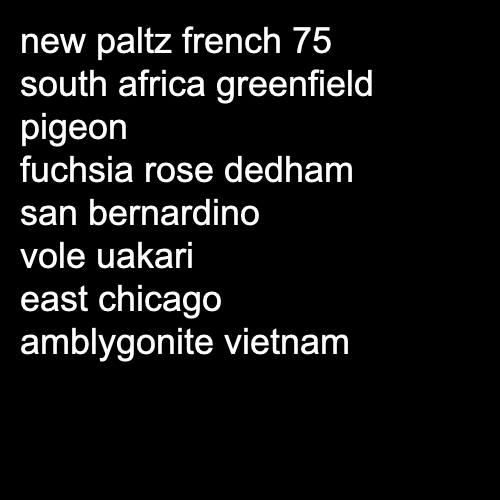 new paltz french 75
south africa greenfield
pigeon
fuchsia rose dedham
san bernardino
vole uakari
east chicago
amblygonite vietnam